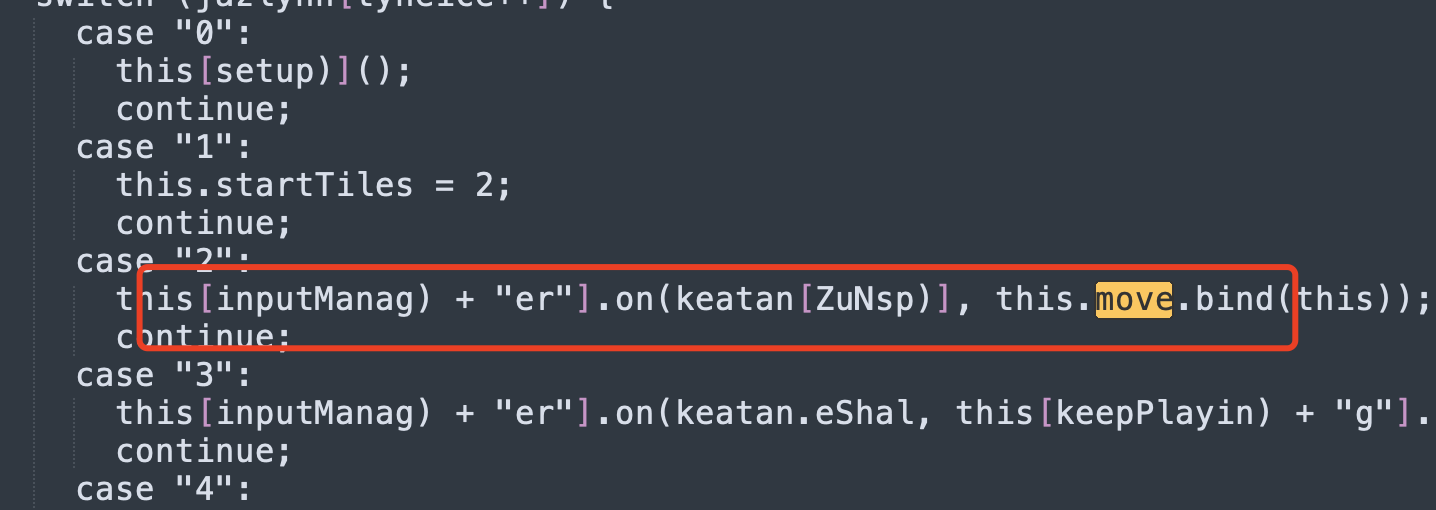 switch (juzlynn[lyneice++]) {
case "0":
this[setup)]();
continue;
case "1":
this.startTiles = 2;
continue;
case "2":
this[inputManag) + "er"].on(keatan[ZuNsp)], this.move.bind(this));
continue;
case "3":
this[inputManag) + "er"].on(keatan.eShal, this[keepPlayin) + "g"].
continue;
case "4":